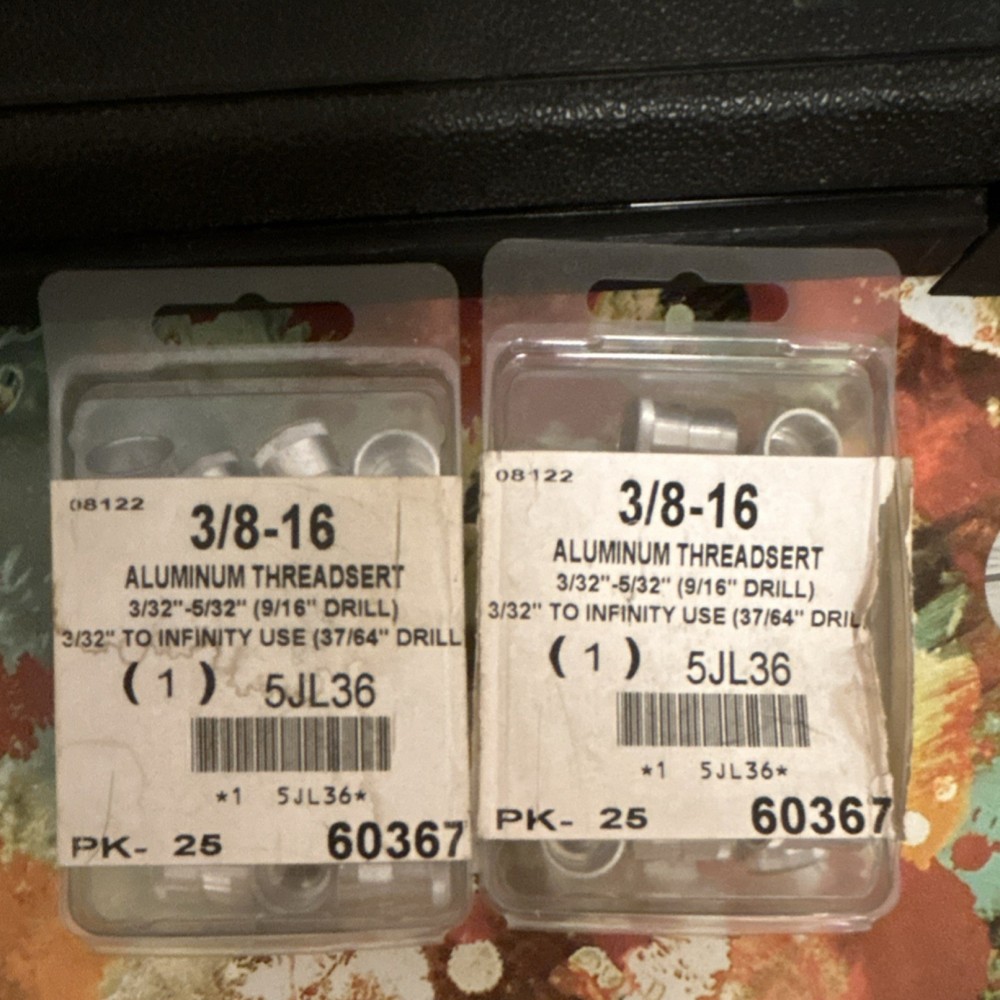 08122
3/8-16
ALUMINUM THREADSERT
3/32"-5/32" (9/16" DRILL)
3/32" TO INFINITY USE (37/64" DRILL
(1) 5JL36
*1 5JL36*
PK- 25 60367
08122
3/8-16
ALUMINUM THREADSERT
3/32"-5/32" (9/16" DRILL)
3/32" TO INFINITY USE (37/64" DRIL
(1) 5JL36
*1 5JL36*
PK- 25 60367